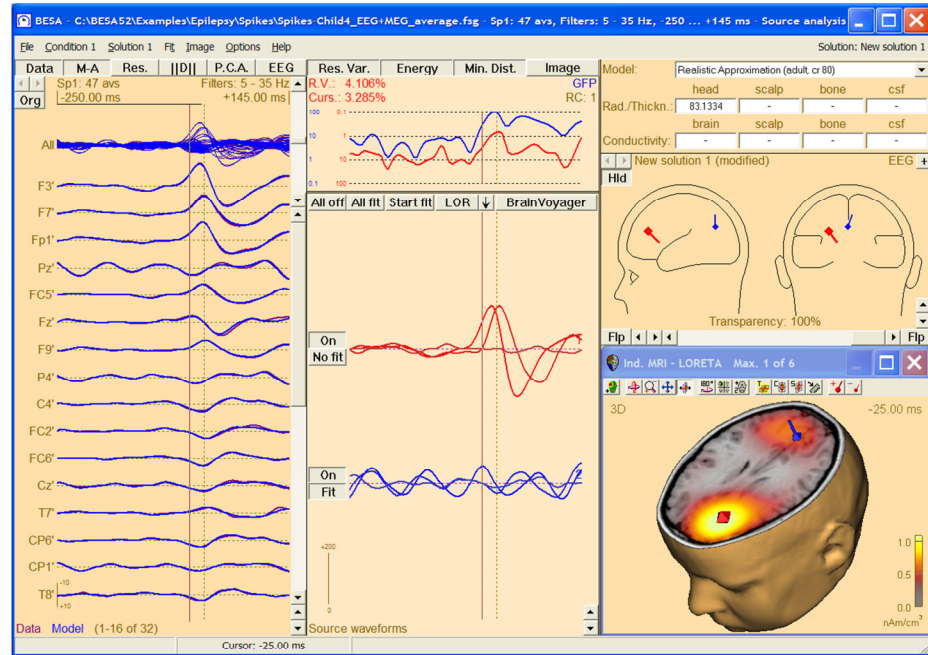 BESA - C:\BESA52\Examples\Epilepsy\Spikes\Spikes-Child4_EEG+MEG_average.fsg - Sp1: 47 avs, Filters: 5 - 35 Hz, -250 ... +145 ms - Source analysis
File Condition 1 Solution 1 Fit Image Options Help Solution: New solution 1
Data M-A Res. ||D|| P.C.A. EEG
Org
Sp1: 47 avs Filters: 5 - 35 Hz
-250.00 ms +145.00 ms
All
F3'
F7'
Fp1'
Pz'
FC5'
Fz'
F9'
P4'
C4'
FC2'
FC6'
Cz'
T7'
CP6'
CP1'
T8'
-10
+10
Data Model (1-16 of 32)
Res. Var. Energy Min. Dist. Image
R.V.: 4.106% GFP
Curs.: 3.285% RC: 1
100 0.1
10 1
1 10
0.1 100
All off All fit Start fit LOR BrainVoyager
On
No fit
On
Fit
+200
0
Source waveforms
Model: Realistic Approximation (adult, cr 80)
head scalp bone csf
Rad./Thickn.: 83.1334 - - -
brain scalp bone csf
Conductivity: - - - -
New solution 1 (modified) EEG +
Hld
Transparency: 100%
Flp Flp
Ind. MRI - LORETA Max. 1 of 6
3D -25.00 ms
1.0
0.5
0.0
nAm/cm³
Cursor: -25.00 ms